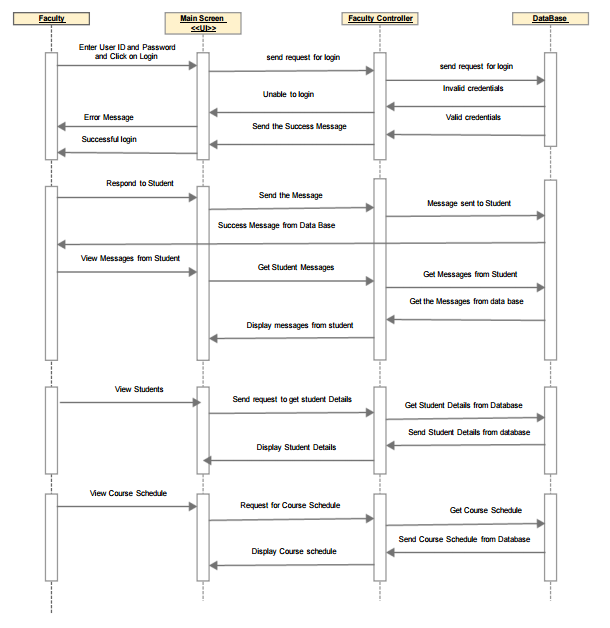 Faculty
Main Screen
<<UI>>
Faculty Controller
DataBase
Enter User ID and Password
and Click on Login
send request for login
send request for login
Invalid credentials
Unable to login
Error Message
Valid credentials
Send the Success Message
Successful login
Respond to Student
Send the Message
Message sent to Student
Success Message from Data Base
View Messages from Student
Get Student Messages
Get Messages from Student
Get the Messages from data base
Display messages from student
View Students
Send request to get student Details
Get Student Details from Database
Send Student Details from database
Display Student Details
View Course Schedule
Request for Course Schedule
Get Course Schedule
Send Course Schedule from Database
Display Course schedule